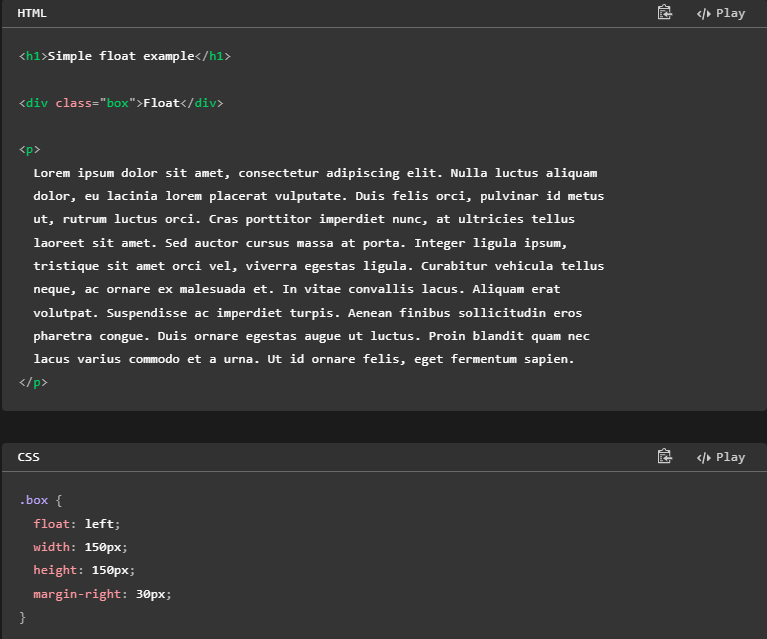 HTML
Play
<h1>Simple float example</h1>
<div class="box">Float</div>
<p>
Lorem ipsum dolor sit amet, consectetur adipiscing elit. Nulla luctus aliquam
dolor, eu lacinia lorem placerat vulputate. Duis felis orci, pulvinar id metus
ut, rutrum luctus orci. Cras porttitor imperdiet nunc, at ultricies tellus
laoreet sit amet. Sed auctor cursus massa at porta. Integer ligula ipsum,
tristique sit amet orci vel, viverra egestas ligula. Curabitur vehicula tellus
neque, ac ornare ex malesuada et. In vitae convallis lacus. Aliquam erat
volutpat. Suspendisse ac imperdiet turpis. Aenean finibus sollicitudin eros
pharetra congue. Duis ornare egestas augue ut luctus. Proin blandit quam nec
lacus varius commodo et a urna. Ut id ornare felis, eget fermentum sapien.
</p>
CSS
Play
.box {
float: left;
width: 150px;
height: 150px;
margin-right: 30px;
}